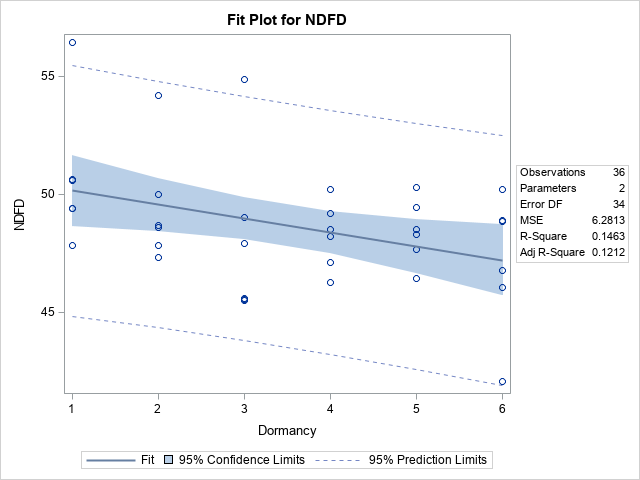 Fit Plot for NDFD
55
50
45
NDFD
1 2 3 4 5 6
Dormancy
Observations 36
Parameters 2
Error DF 34
MSE 6.2813
R-Square 0.1463
Adj R-Square 0.1212
Fit 95% Confidence Limits 95% Prediction Limits